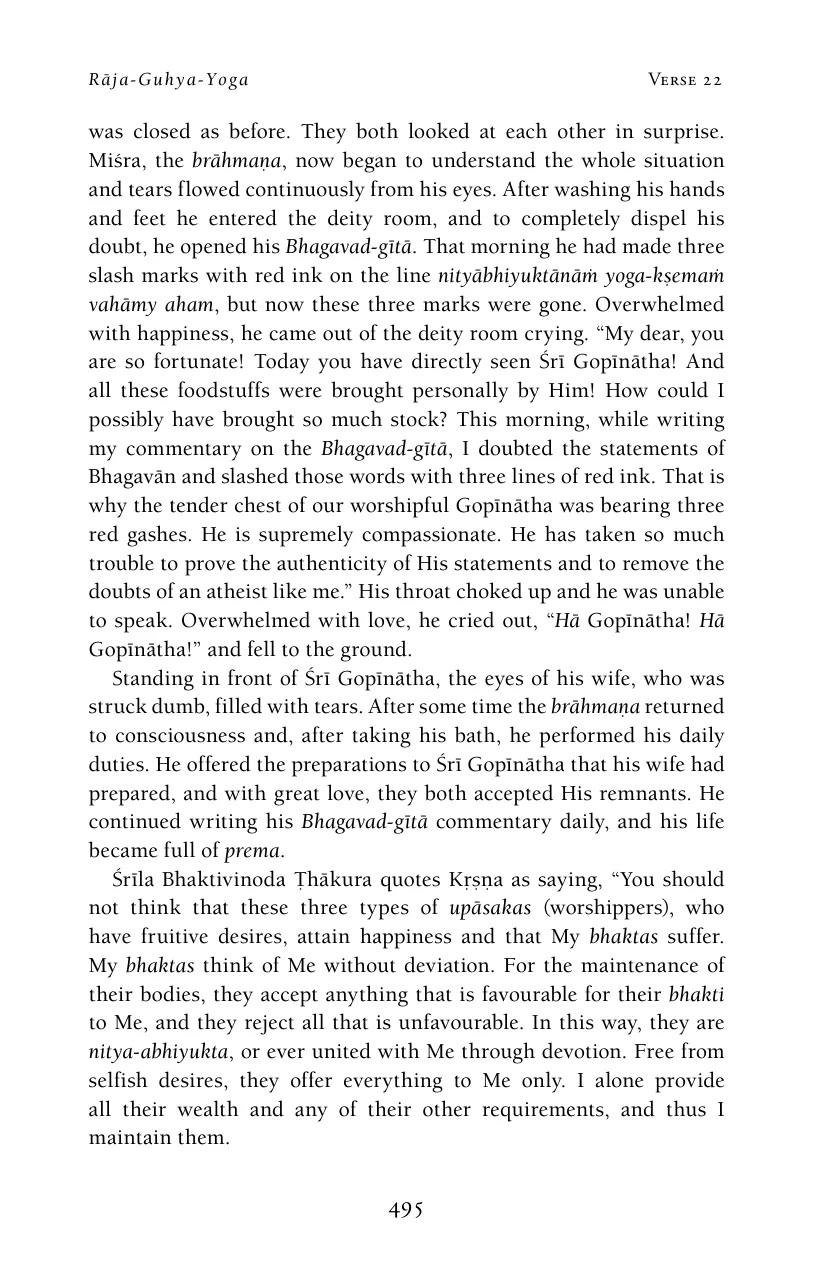 Rāja-Guhya-Yoga Verse 22
was closed as before. They both looked at each other in surprise.
Miśra, the brāhmaṇa, now began to understand the whole situation
and tears flowed continuously from his eyes. After washing his hands
and feet he entered the deity room, and to completely dispel his
doubt, he opened his Bhagavad-gītā. That morning he had made three
slash marks with red ink on the line nityābhiyuktānāṁ yoga-kṣemaṁ
vahāmy aham, but now these three marks were gone. Overwhelmed
with happiness, he came out of the deity room crying. “My dear, you
are so fortunate! Today you have directly seen Śrī Gopīnātha! And
all these foodstuffs were brought personally by Him! How could I
possibly have brought so much stock? This morning, while writing
my commentary on the Bhagavad-gītā, I doubted the statements of
Bhagavān and slashed those words with three lines of red ink. That is
why the tender chest of our worshipful Gopīnātha was bearing three
red gashes. He is supremely compassionate. He has taken so much
trouble to prove the authenticity of His statements and to remove the
doubts of an atheist like me.” His throat choked up and he was unable
to speak. Overwhelmed with love, he cried out, “Hā Gopīnātha! Hā
Gopīnātha!” and fell to the ground.
Standing in front of Śrī Gopīnātha, the eyes of his wife, who was
struck dumb, filled with tears. After some time the brāhmaṇa returned
to consciousness and, after taking his bath, he performed his daily
duties. He offered the preparations to Śrī Gopīnātha that his wife had
prepared, and with great love, they both accepted His remnants. He
continued writing his Bhagavad-gītā commentary daily, and his life
became full of prema.
Śrīla Bhaktivinoda Ṭhākura quotes Kṛṣṇa as saying, “You should
not think that these three types of upāsakas (worshippers), who
have fruitive desires, attain happiness and that My bhaktas suffer.
My bhaktas think of Me without deviation. For the maintenance of
their bodies, they accept anything that is favourable for their bhakti
to Me, and they reject all that is unfavourable. In this way, they are
nitya-abhiyukta, or ever united with Me through devotion. Free from
selfish desires, they offer everything to Me only. I alone provide
all their wealth and any of their other requirements, and thus I
maintain them.
495